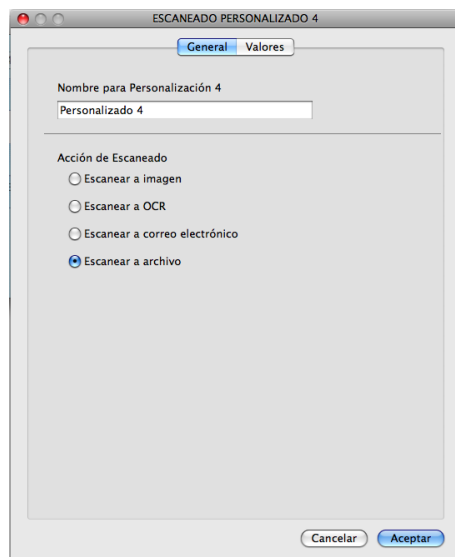 ESCANEADO PERSONALIZADO 4
General Valores
Nombre para Personalización 4
Personalizado 4
Acción de Escaneado
Escanear a imagen
Escanear a OCR
Escanear a correo electrónico
Escanear a archivo
Cancelar Aceptar